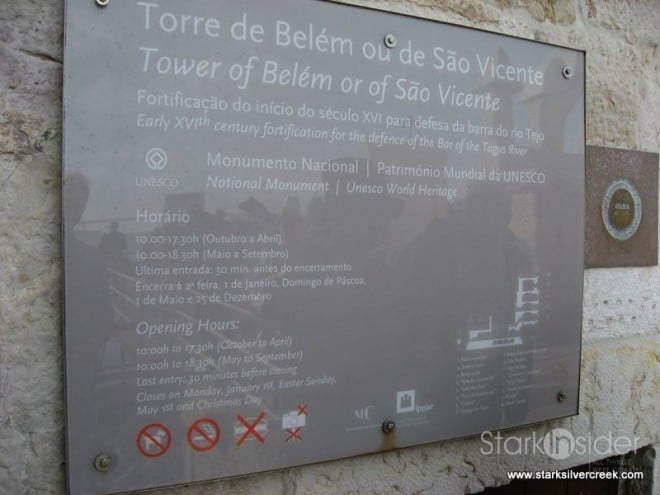 Torre de Belém ou de São Vicente
Tower of Belém or of São Vicente
Fortificação do início do século XVI para defesa da barra do rio Tejo
Early XVIth century fortification for the defence of the Bar of the Tagus River
UNESCO
Monumento Nacional | Património Mundial da UNESCO
National Monument | Unesco World Heritage
Horário
10.00-17.30h (Outubro a Abril)
10.00-18.30h (Maio a Setembro)
Última entrada: 30 min. antes do encerramento
Encerra à 2ª feira, 1 de Janeiro, Domingo de Páscoa,
1 de Maio e 25 de Dezembro
Opening Hours:
10:00h to 17:30h (October to April)
10:00h to 18:30h (May to September)
Last entry: 30 minutes before closing
Closes on Monday, January 1st, Easter Sunday,
May 1st and Christmas Day
MC
ippar
StarkInsider
www.starksilvercreek.com